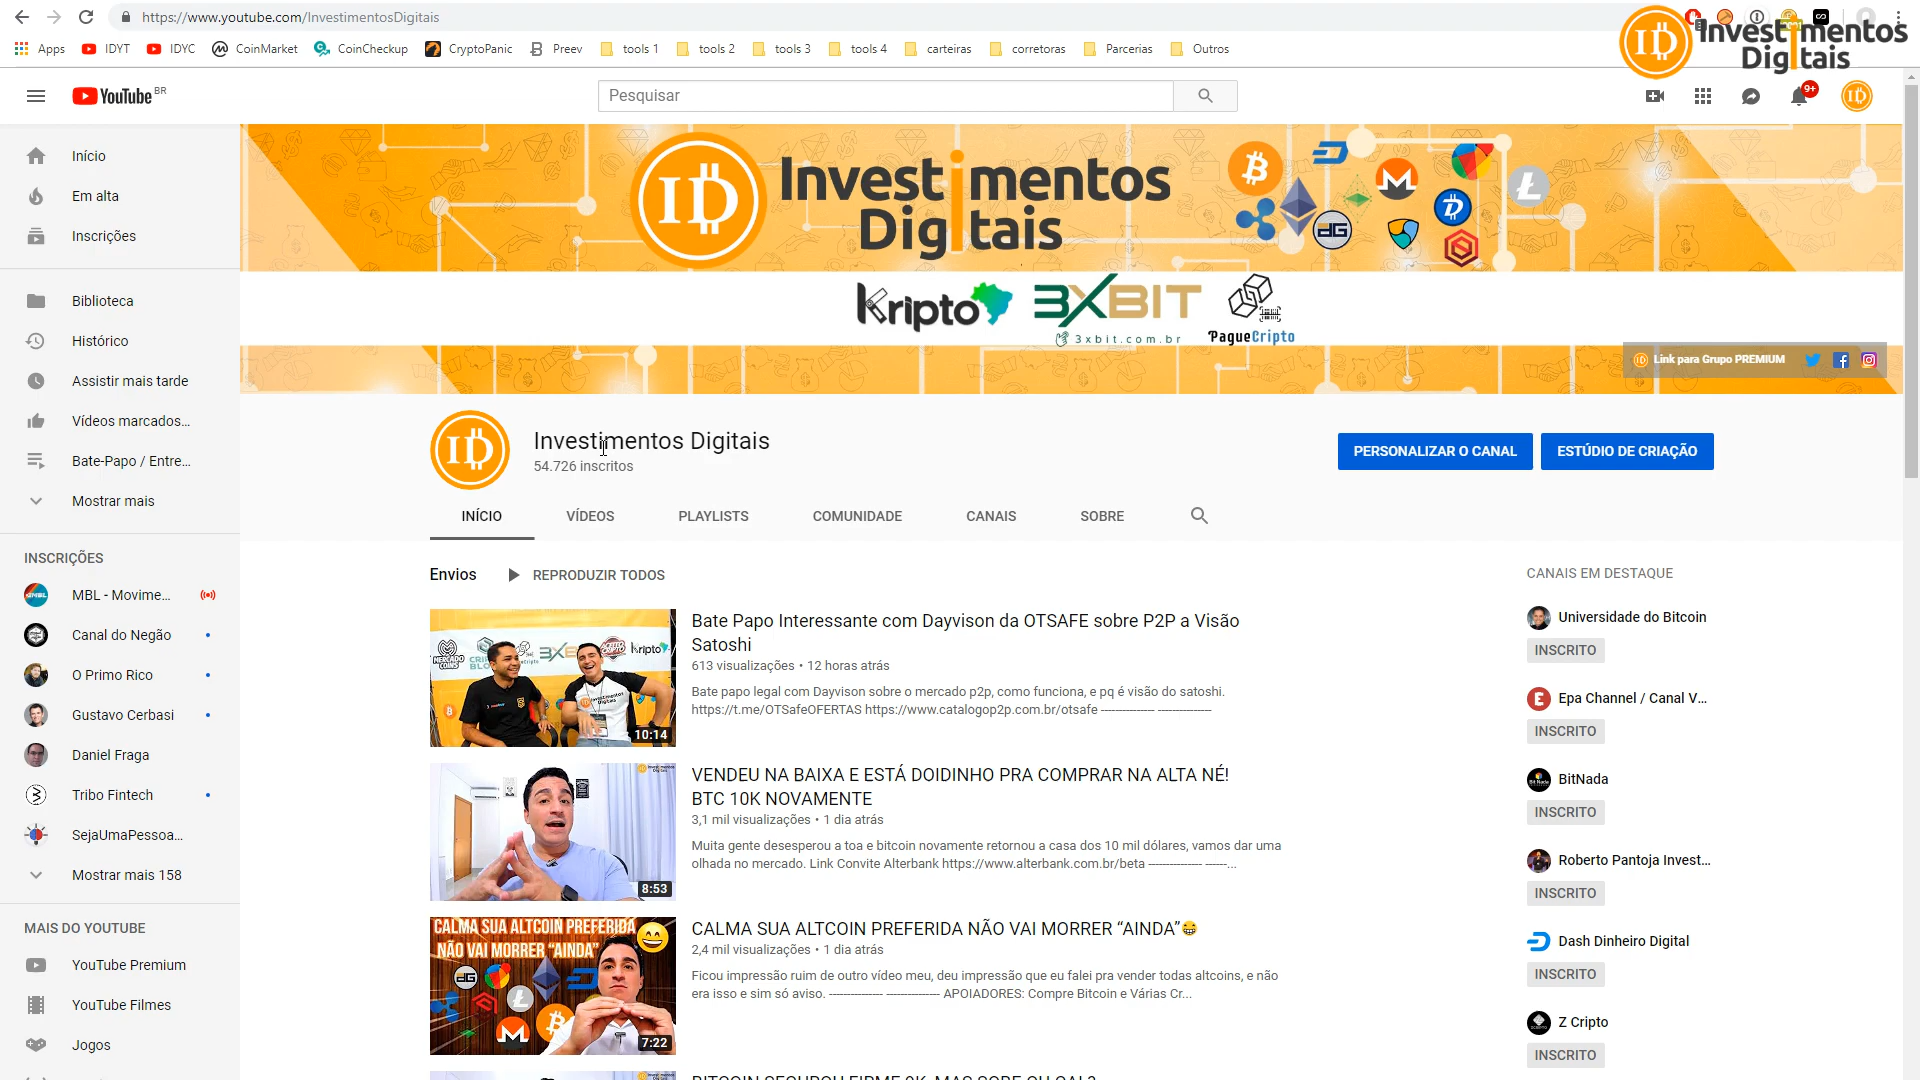 https://www.youtube.com/InvestimentosDigitais
Apps
IDYT
IDYC
CoinMarket
CoinCheckup
CryptoPanic
Preev
tools 1
tools 2
tools 3
tools 4
carteiras
corretoras
Parcerias
Outros
Investimentos
Digitais
YouTube BR
Pesquisar
9+
Início
Em alta
Inscrições
Biblioteca
Histórico
Assistir mais tarde
Vídeos marcados...
Bate-Papo / Entre...
Mostrar mais
INSCRIÇÕES
MBL - Movime...
Canal do Negão
O Primo Rico
Gustavo Cerbasi
Daniel Fraga
Tribo Fintech
SejaUmaPessoa...
Mostrar mais 158
MAIS DO YOUTUBE
YouTube Premium
YouTube Filmes
Jogos
Investimentos
Digitais
Kripto
3XBIT
3xbit.com.br
PagueCripto
Link para Grupo PREMIUM
Investimentos Digitais
54.726 inscritos
PERSONALIZAR O CANAL
ESTÚDIO DE CRIAÇÃO
INÍCIO
VÍDEOS
PLAYLISTS
COMUNIDADE
CANAIS
SOBRE
Envios
REPRODUZIR TODOS
10:14
Bate Papo Interessante com Dayvison da OTSAFE sobre P2P a Visão
Satoshi
613 visualizações • 12 horas atrás
Bate papo legal com Dayvison sobre o mercado p2p, como funciona, e pq é visão do satoshi.
https://t.me/OTSafeOFERTAS https://www.catalogop2p.com.br/otsafe --------------- ---------------
8:53
VENDEU NA BAIXA E ESTÁ DOIDINHO PRA COMPRAR NA ALTA NÉ!
BTC 10K NOVAMENTE
3,1 mil visualizações • 1 dia atrás
Muita gente desesperou a toa e bitcoin novamente retornou a casa dos 10 mil dólares, vamos dar uma
olhada no mercado. Link Convite Alterbank https://www.alterbank.com.br/beta --------------- ------...
CALMA SUA ALTCOIN PREFERIDA
NÃO VAI MORRER “AINDA”
7:22
CALMA SUA ALTCOIN PREFERIDA NÃO VAI MORRER “AINDA”😁
2,4 mil visualizações • 1 dia atrás
Ficou impressão ruim de outro vídeo meu, deu impressão que eu falei pra vender todas altcoins, e não
era isso e sim só aviso. --------------- --------------- APOIADORES: Compre Bitcoin e Várias Cr...
CANAIS EM DESTAQUE
Universidade do Bitcoin
INSCRITO
Epa Channel / Canal V...
INSCRITO
BitNada
INSCRITO
Roberto Pantoja Invest...
INSCRITO
Dash Dinheiro Digital
INSCRITO
Z Cripto
INSCRITO